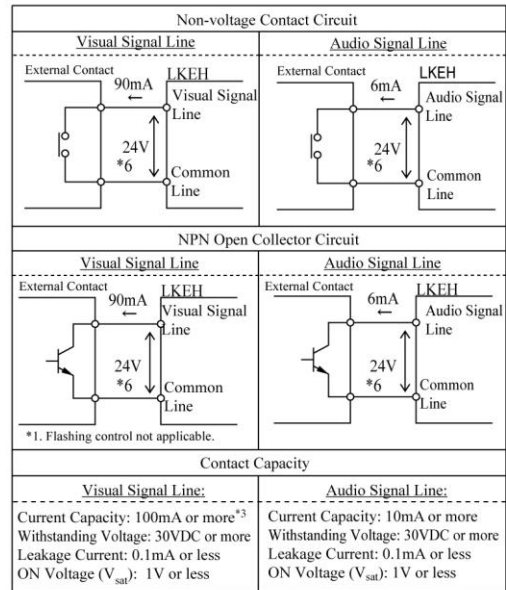 Non-voltage Contact Circuit
Visual Signal Line
External Contact
LKEH
90mA
←
Visual Signal
Line
24V
*6
Common
Line
Audio Signal Line
External Contact
LKEH
6mA
←
Audio Signal
Line
24V
*6
Common
Line
NPN Open Collector Circuit
Visual Signal Line
External Contact
LKEH
90mA
←
Visual Signal
Line
24V
*6
Common
Line
*1. Flashing control not applicable.
Audio Signal Line
External Contact
LKEH
6mA
←
Audio Signal
Line
24V
*6
Common
Line
Contact Capacity
Visual Signal Line:
Current Capacity: 100mA or more*3
Withstanding Voltage: 30VDC or more
Leakage Current: 0.1mA or less
ON Voltage (Vsat): 1V or less
Audio Signal Line:
Current Capacity: 10mA or more
Withstanding Voltage: 30VDC or more
Leakage Current: 0.1mA or less
ON Voltage (Vsat): 1V or less